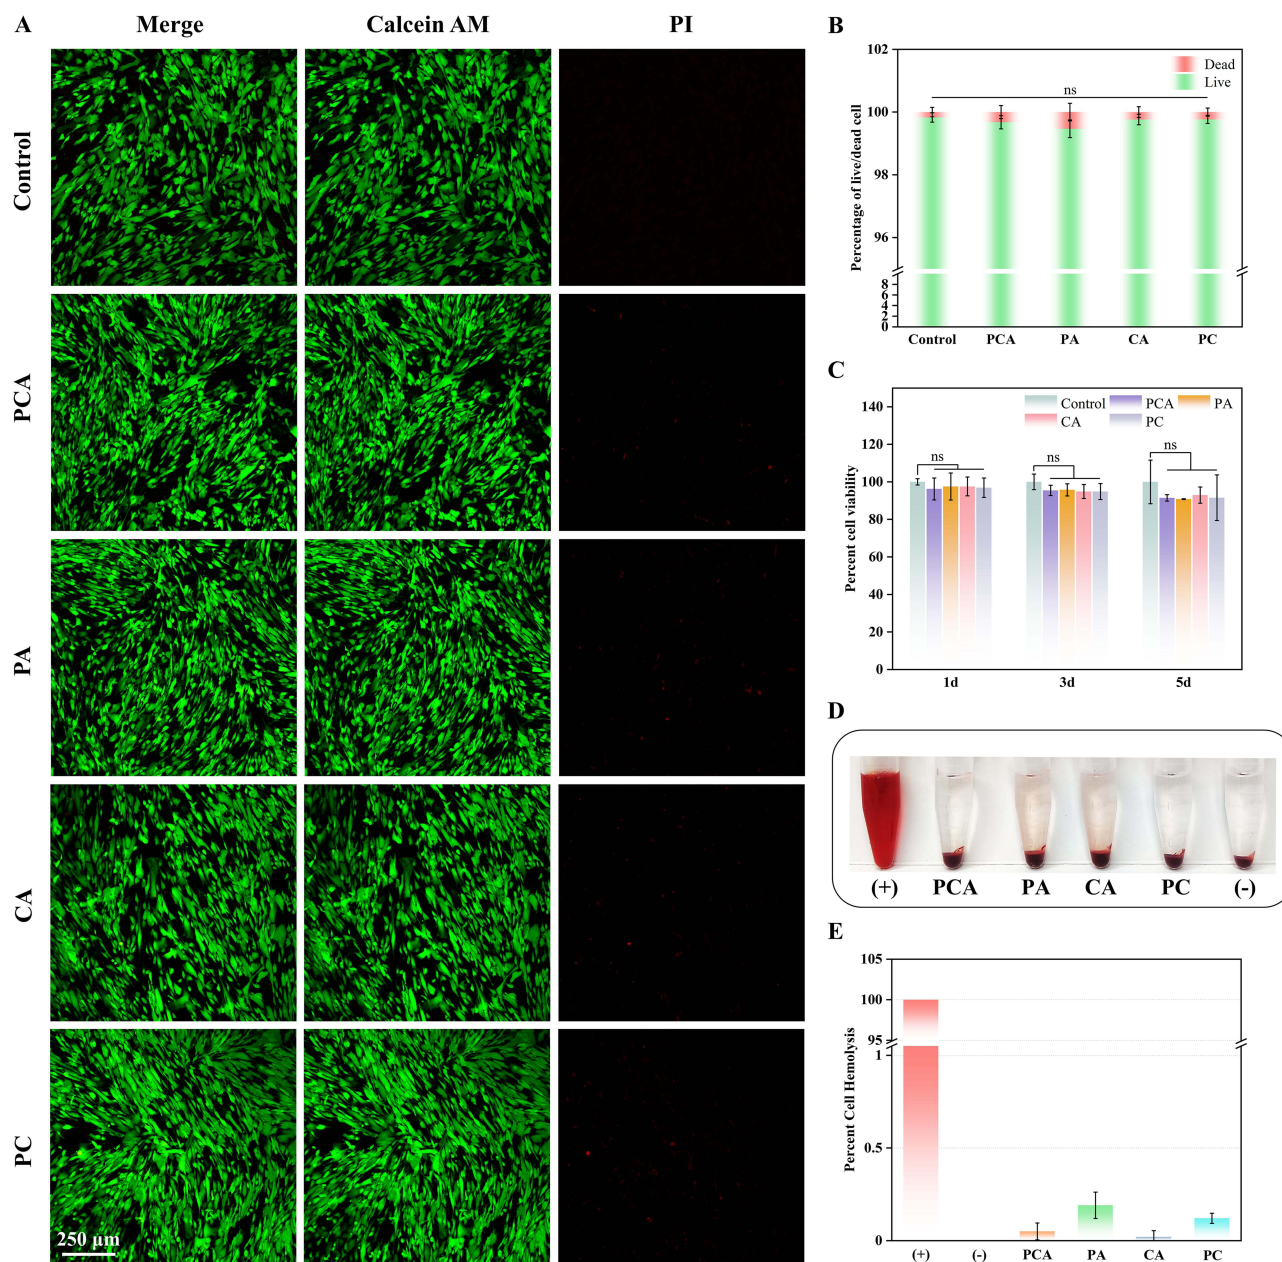 A
Merge
Calcein AM
PI
Control
PCA
PA
CA
PC
250 µm
B
102
100
98
96
8
6
4
2
0
Percentage of live/dead cell
Dead
Live
ns
Control PCA PA CA PC
C
140
120
100
80
60
40
20
0
Percent cell viability
Control PCA PA
CA PC
ns ns ns
1d 3d 5d
D
(+) PCA PA CA PC (-)
E
105
100
95
1
0.5
0
Percent Cell Hemolysis
(+) (-) PCA PA CA PC